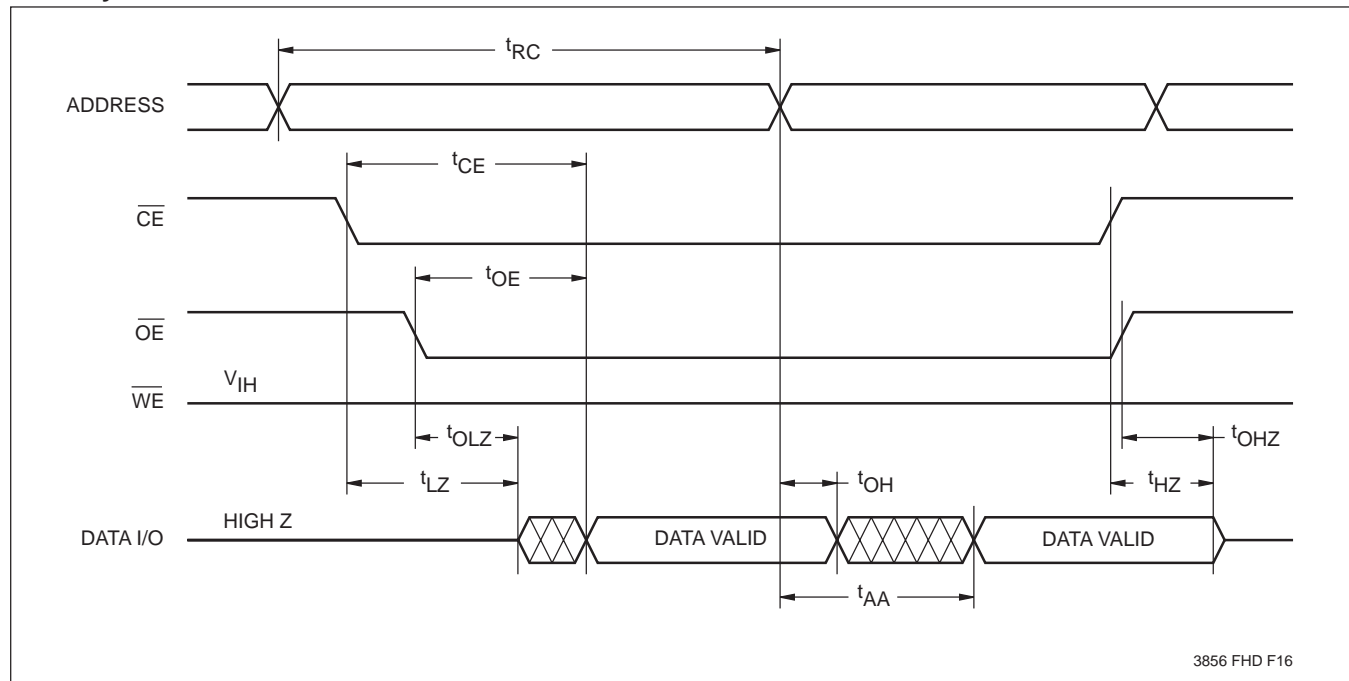 tRC
ADDRESS
tCE
CE
tOE
OE
VIH
WE
tOLZ
tOHZ
tLZ
tOH
tHZ
HIGH Z
DATA I/O
DATA VALID
DATA VALID
tAA
3856 FHD F16